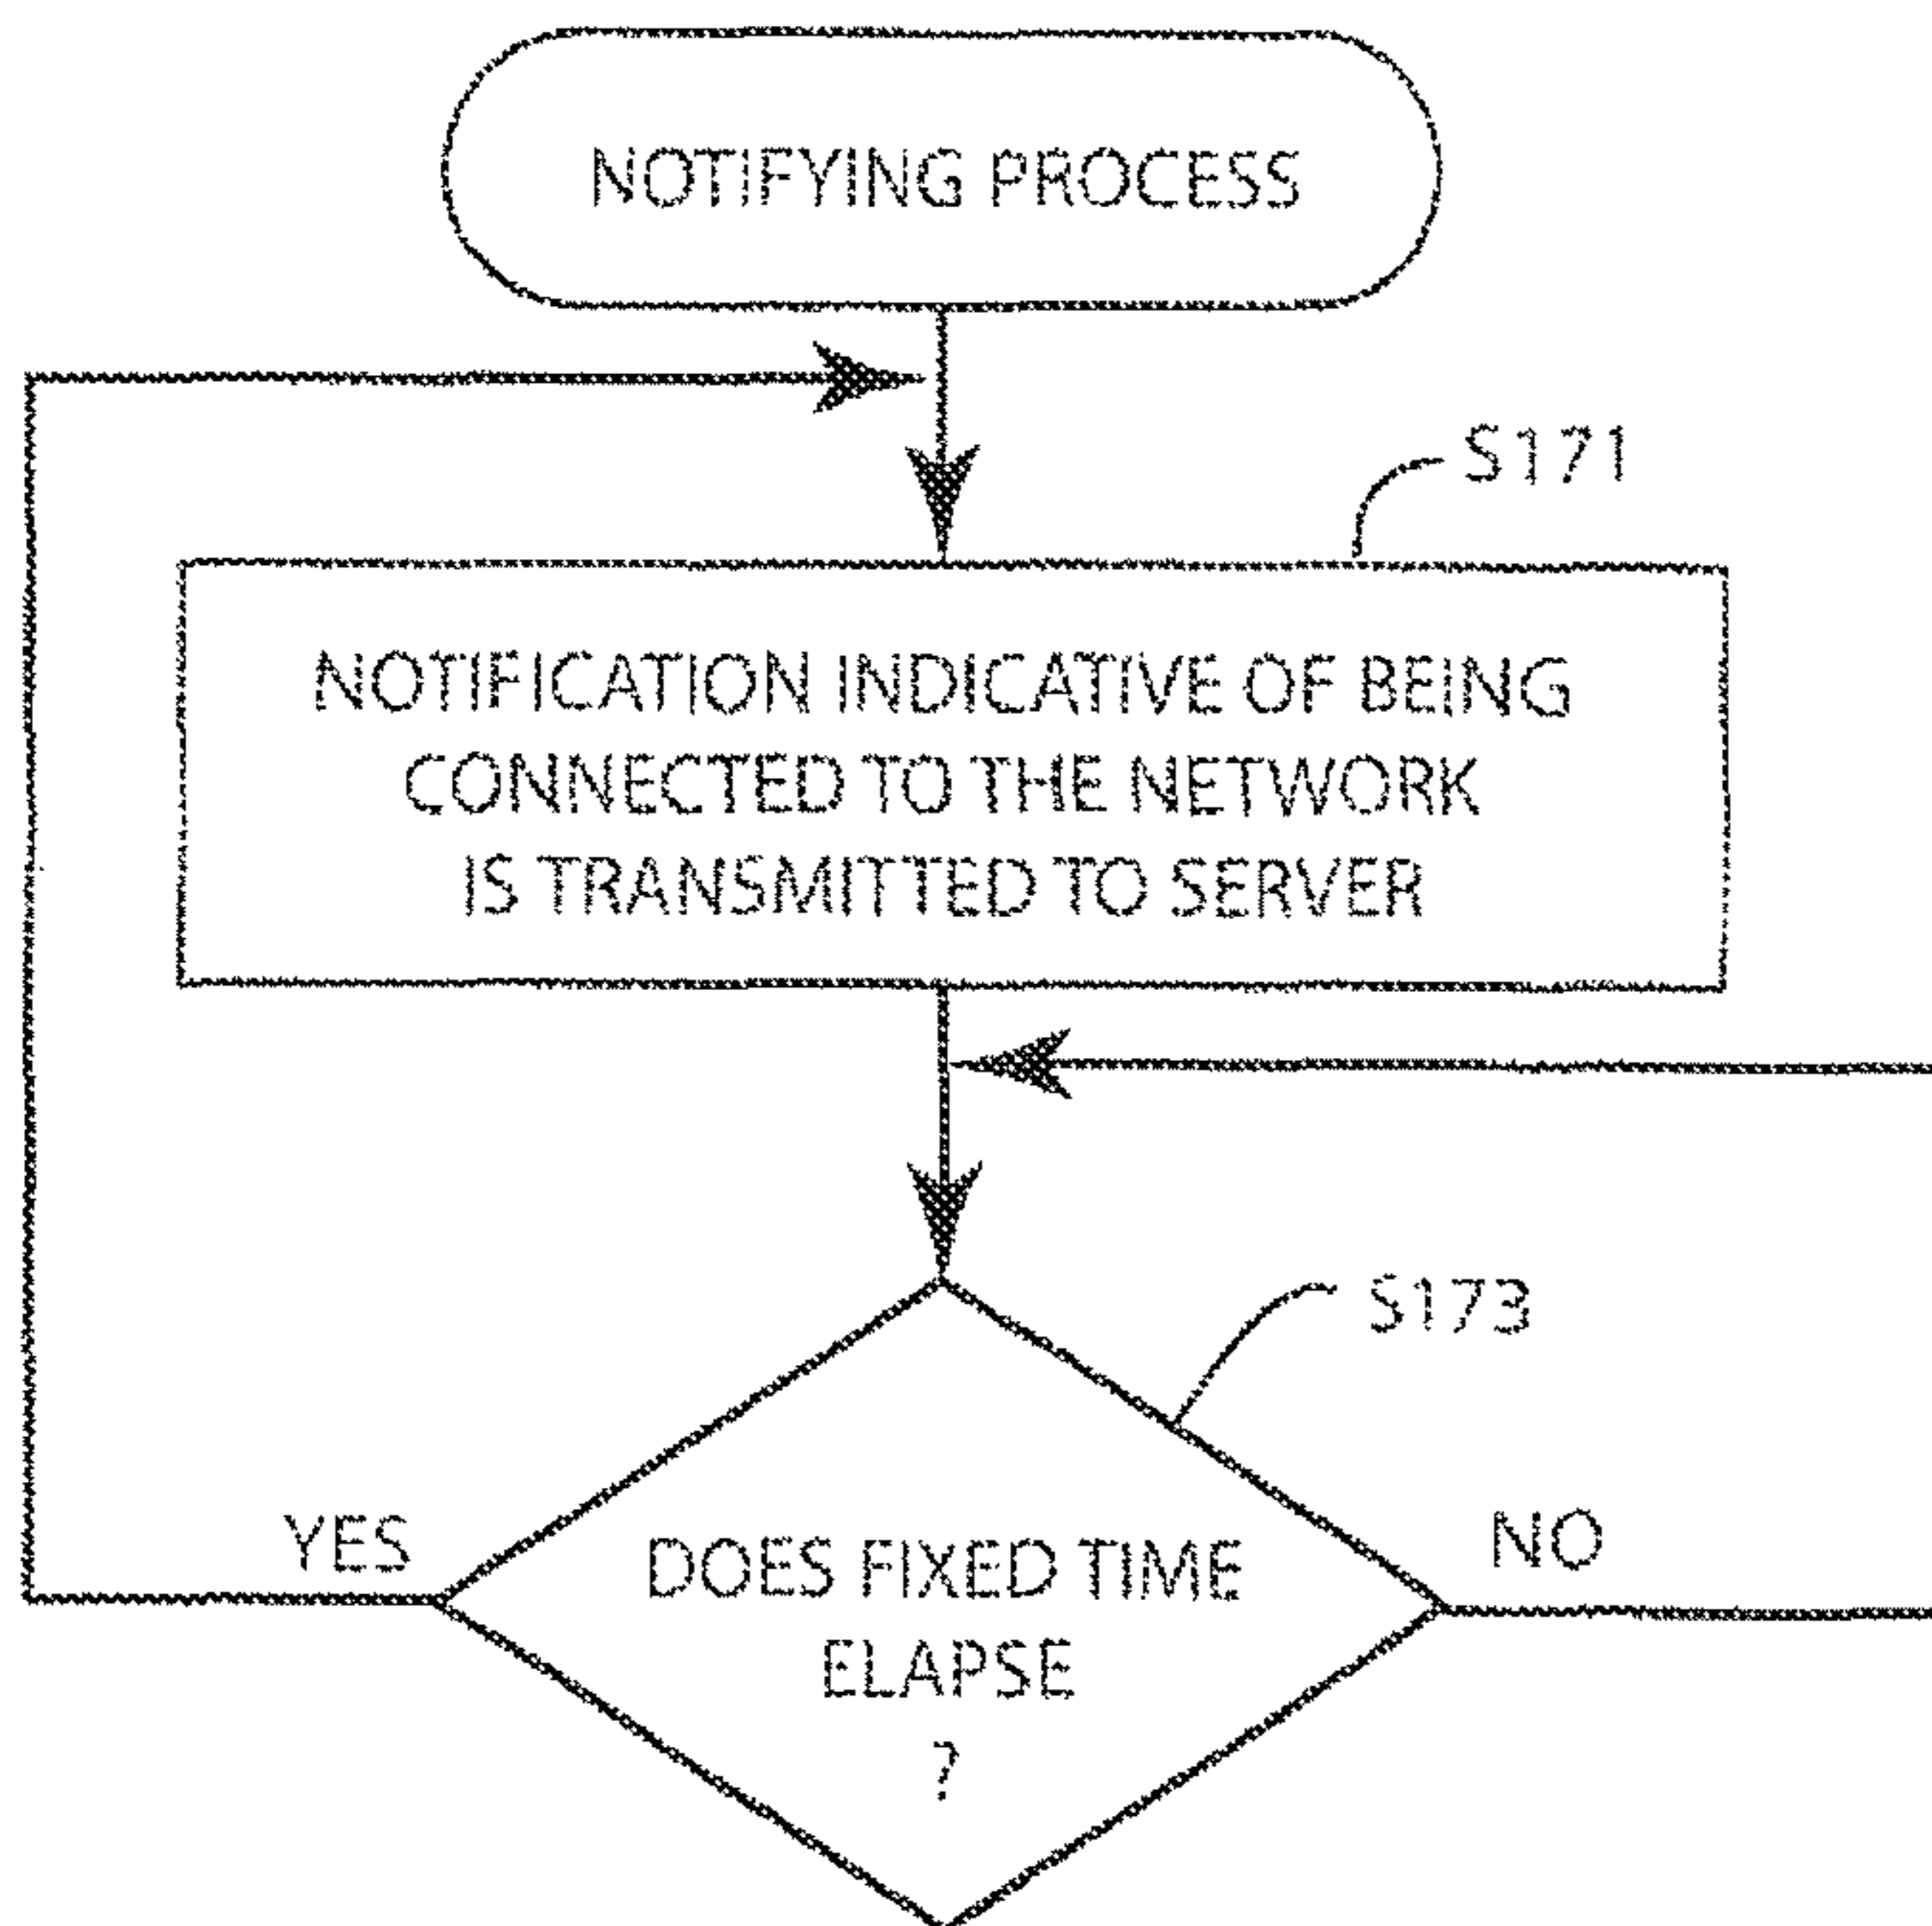 NOTIFYING PROCESS
S171
NOTIFICATION INDICATIVE OF BEING
CONNECTED TO THE NETWORK
IS TRANSMITTED TO SERVER
S173
YES
NO
DOES FIXED TIME
ELAPSE
?